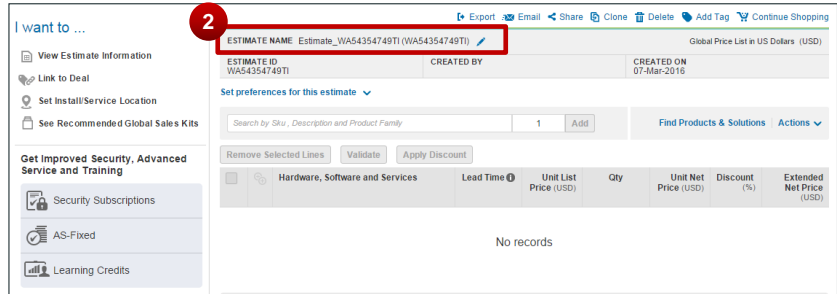 Export Email Share Clone Delete Add Tag Continue Shopping
I want to ...
2
ESTIMATE NAME Estimate_WA54354749TI (WA54354749TI)
Global Price List in US Dollars (USD)
View Estimate Information
ESTIMATE ID CREATED BY CREATED ON
WA54354749TI 07-Mar-2016
Link to Deal
Set preferences for this estimate
Set Install/Service Location
See Recommended Global Sales Kits
Search by Sku , Description and Product Family 1 Add Find Products & Solutions Actions
Get Improved Security, Advanced
Service and Training
Remove Selected Lines Validate Apply Discount
Hardware, Software and Services Lead Time Unit List Qty Unit Net Discount Extended
Price (USD) Price (USD) (%) Net Price
(USD)
Security Subscriptions
AS-Fixed
No records
Learning Credits